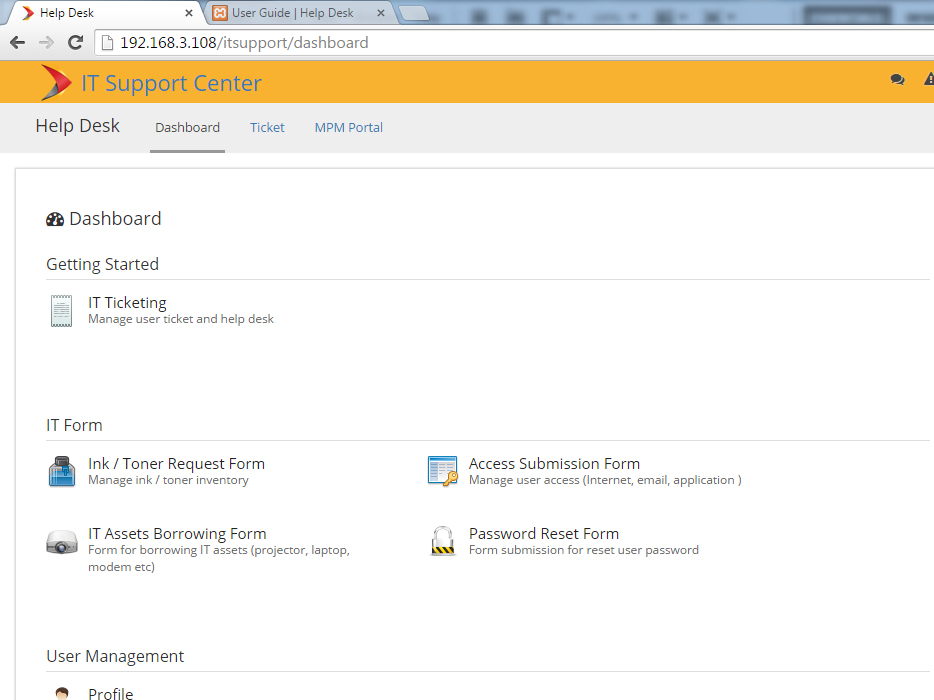 Help Desk
User Guide | Help Desk
192.168.3.108/itsupport/dashboard
IT Support Center
Help Desk Dashboard Ticket MPM Portal
Dashboard
Getting Started
IT Ticketing
Manage user ticket and help desk
IT Form
Ink / Toner Request Form
Manage ink / toner inventory
Access Submission Form
Manage user access (Internet, email, application )
IT Assets Borrowing Form
Form for borrowing IT assets (projector, laptop,
modem etc)
Password Reset Form
Form submission for reset user password
User Management
Profile